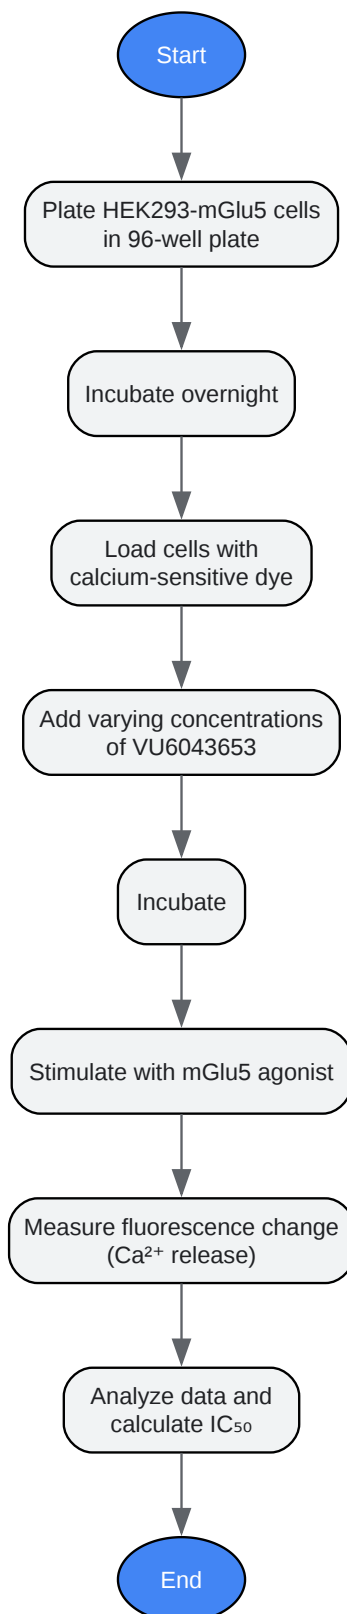 Start
Plate HEK293-mGlu5 cells
in 96-well plate
Incubate overnight
Load cells with
calcium-sensitive dye
Add varying concentrations
of VU6043653
Incubate
Stimulate with mGlu5 agonist
Measure fluorescence change
(Ca²⁺ release)
Analyze data and
calculate IC₅₀
End